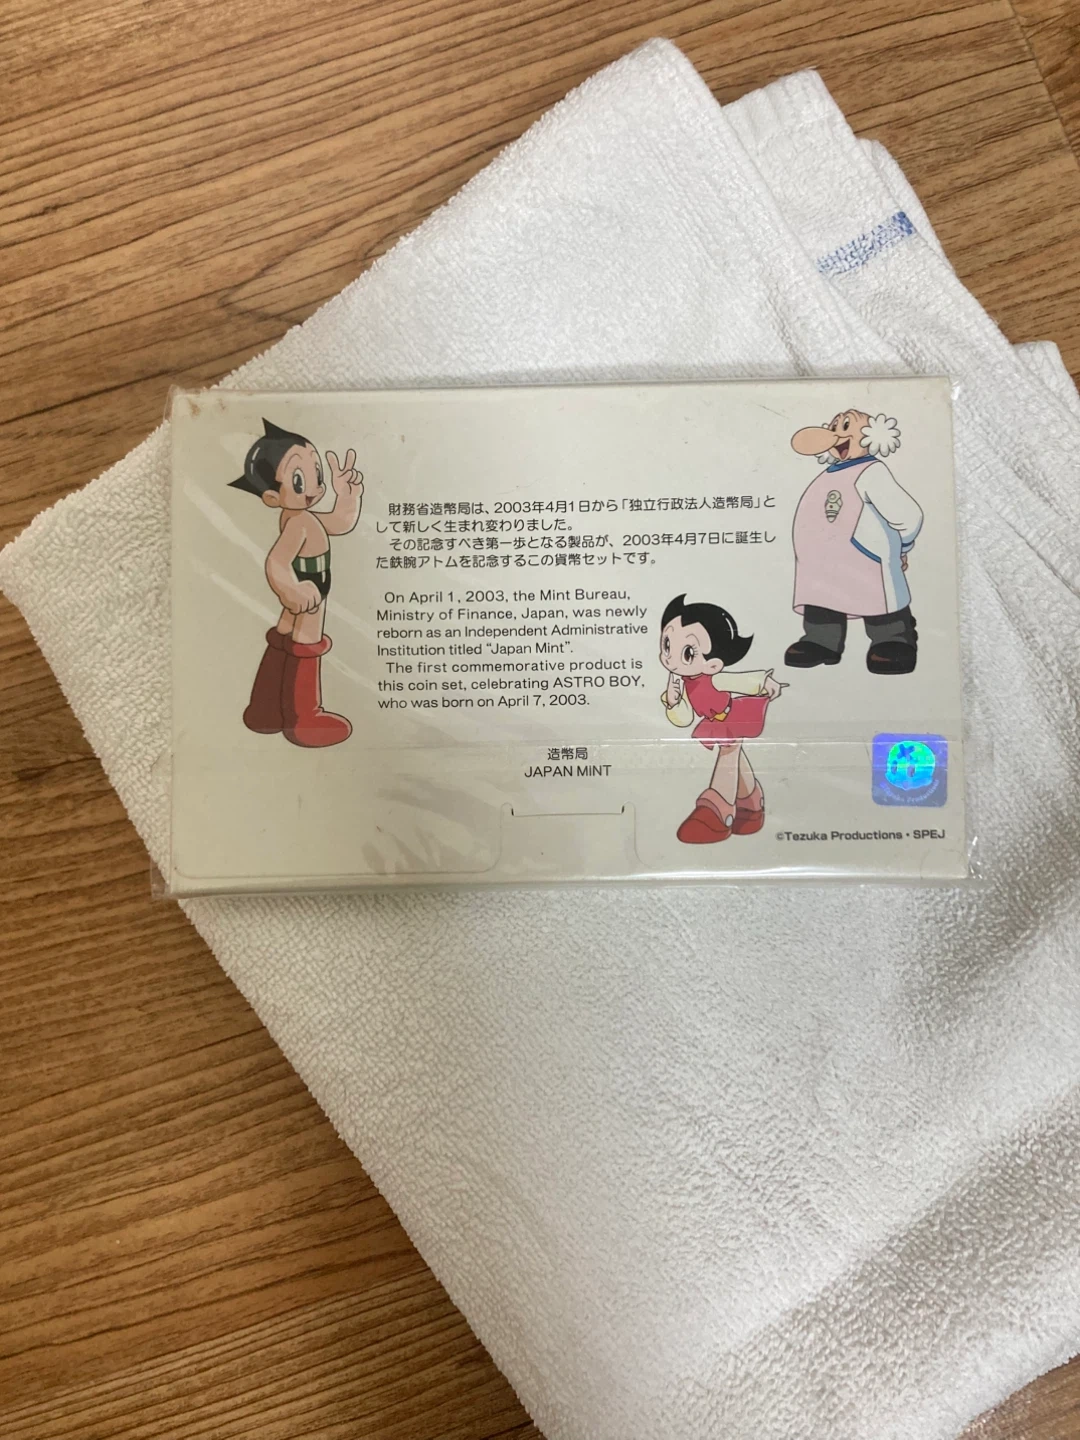 財務省造幣局は、2003年4月1日から「独立行政法人造幣局」と
して新しく生まれ変わりました。
その記念すべき第一歩となる製品が、2003年4月7日に誕生し
た鉄腕アトムを記念するこの貨幣セットです。
On April 1, 2003, the Mint Bureau,
Ministry of Finance, Japan, was newly
reborn as an Independent Administrative
Institution titled “Japan Mint”.
The first commemorative product is
this coin set, celebrating ASTRO BOY,
who was born on April 7, 2003.
造幣局
JAPAN MINT
Tezuka Productions
©Tezuka Productions・SPEJ